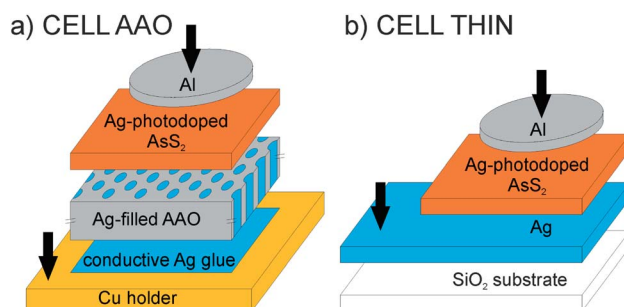 a) CELL AAO
Al
Ag-photodoped
AsS₂
Ag-filled AAO
conductive Ag glue
Cu holder
b) CELL THIN
Al
Ag-photodoped
AsS₂
Ag
SiO₂ substrate